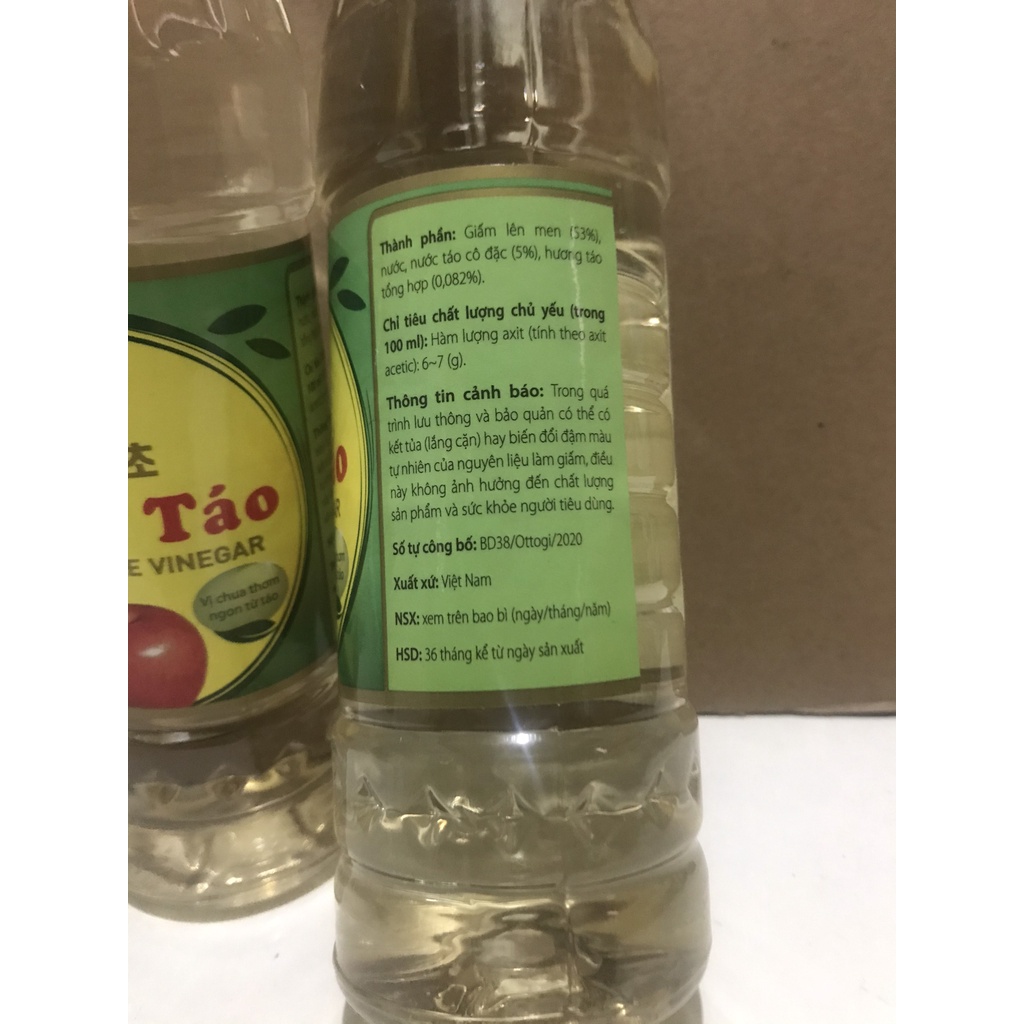 초
Táo
E VINEGAR
Vị chua thơm
ngon từ táo
Thành phần: Giấm lên men (53%),
nước, nước táo cô đặc (5%), hương táo
tổng hợp (0,082%).
Chỉ tiêu chất lượng chủ yếu (trong
100 ml): Hàm lượng axit (tính theo axit
acetic): 6~7 (g).
Thông tin cảnh báo: Trong quá
trình lưu thông và bảo quản có thể có
kết tủa (lắng cặn) hay biến đổi đậm màu
tự nhiên của nguyên liệu làm giấm, điều
này không ảnh hưởng đến chất lượng
sản phẩm và sức khỏe người tiêu dùng.
Số tự công bố: BD38/Ottogi/2020
Xuất xứ: Việt Nam
NSX: xem trên bao bì (ngày/tháng/năm)
HSD: 36 tháng kể từ ngày sản xuất